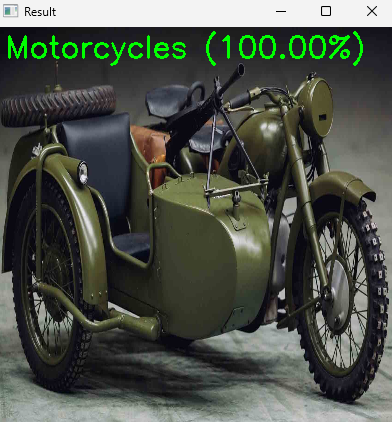 Result
Motorcycles (100.00%)